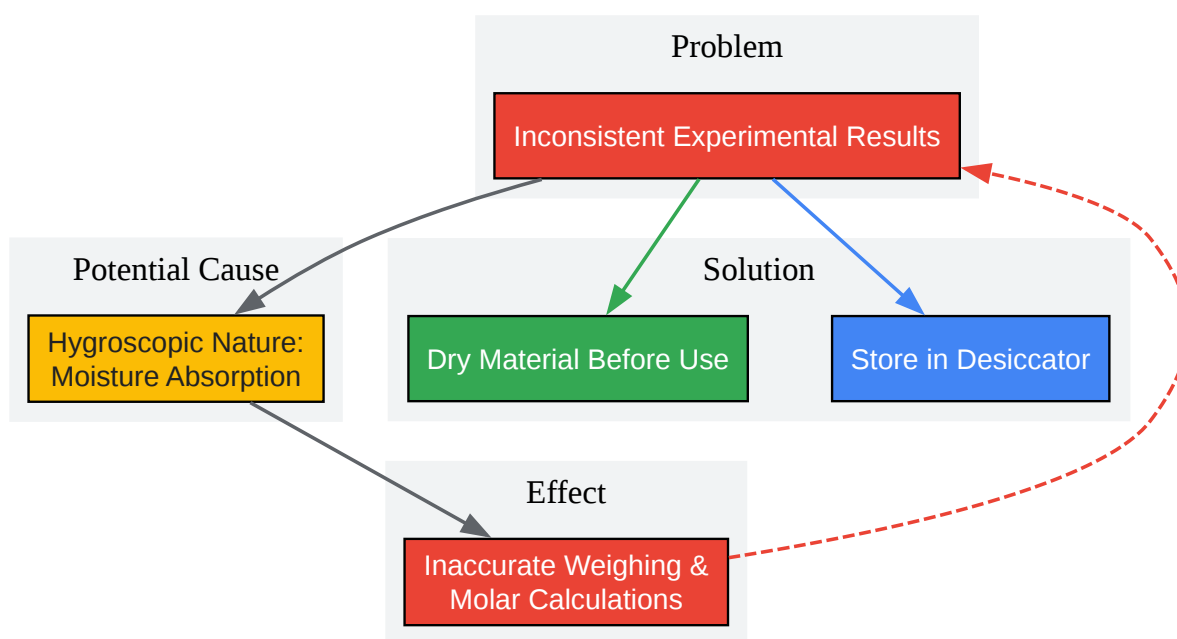 Problem
Inconsistent Experimental Results
Potential Cause
Hygroscopic Nature:
Moisture Absorption
Solution
Dry Material Before Use
Store in Desiccator
Effect
Inaccurate Weighing &
Molar Calculations